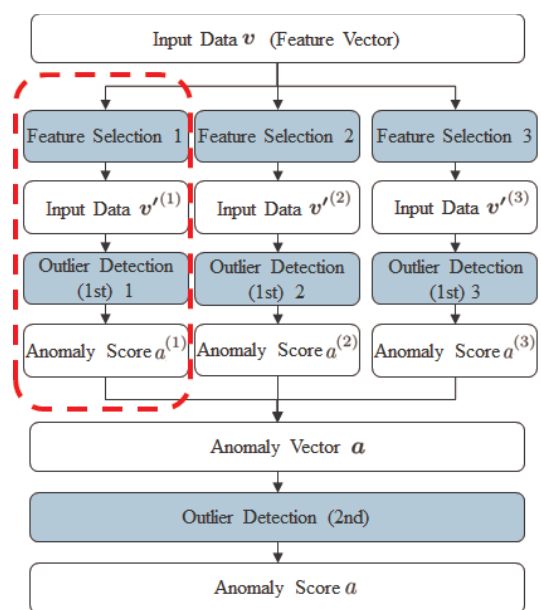 Input Data v (Feature Vector)
Feature Selection 1
Feature Selection 2
Feature Selection 3
Input Data v'(1)
Input Data v'(2)
Input Data v'(3)
Outlier Detection
(1st) 1
Outlier Detection
(1st) 2
Outlier Detection
(1st) 3
Anomaly Score a(1)
Anomaly Score a(2)
Anomaly Score a(3)
Anomaly Vector a
Outlier Detection (2nd)
Anomaly Score a